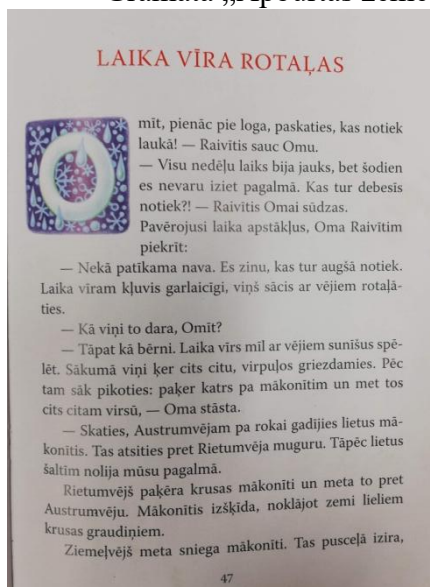 LAIKA VĪRA ROTAĻAS
O
mīt, pienāc pie loga, paskaties, kas notiek
laukā! — Raivītis sauc Omu.
— Visu nedēļu laiks bija jauks, bet šodien
es nevaru iziet pagalmā. Kas tur debesīs
notiek?! — Raivītis Omai sūdzas.
Pavērojusi laika apstākļus, Oma Raivītim
piekrīt:
— Nekā patīkama nava. Es zinu, kas tur augšā notiek.
Laika vīram kļuvis garlaicīgi, viņš sācis ar vējiem rotaļā-
ties.
— Kā viņi to dara, Omīt?
— Tāpat kā bērni. Laika vīrs mīl ar vējiem sunīšus spē-
lēt. Sākumā viņi ķer cits citu, virpuļos griezdamies. Pēc
tam sāk pikoties: paķer katrs pa mākonītim un met tos
cits citam virsū, — Oma stāsta.
— Skaties, Austrumvējam pa rokai gadījies lietus mā-
konītis. Tas atsities pret Rietumvēja muguru. Tāpēc lietus
šaltīm nolija mūsu pagalmā.
Rietumvējš paķēra krusas mākonīti un meta to pret
Austrumvēju. Mākonītis izšķīda, noklājot zemi lieliem
krusas graudiņiem.
Ziemeļvējš meta sniega mākonīti. Tas pusceļā izira,
47